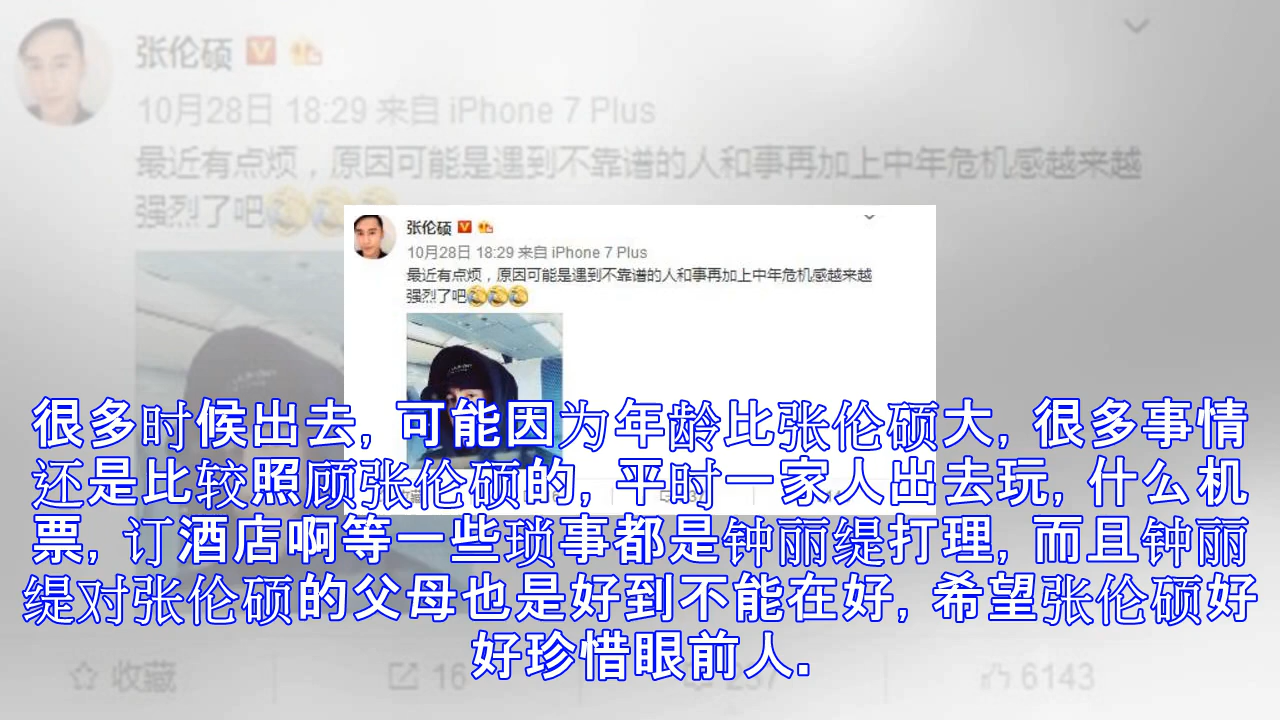 张伦硕
10月28日 18:29 来自 iPhone 7 Plus
最近有点烦，原因可能是遇到不靠谱的人和事再加上中年危机感越来越
强烈了吧
张伦硕
10月28日 18:29 来自 iPhone 7 Plus
最近有点烦，原因可能是遇到不靠谱的人和事再加上中年危机感越来越
强烈了吧
很多时候出去, 可能因为年龄比张伦硕大, 很多事情
还是比较照顾张伦硕的, 平时一家人出去玩, 什么机
票, 订酒店啊等一些琐事都是钟丽缇打理, 而且钟丽
缇对张伦硕的父母也是好到不能在好, 希望张伦硕好
好珍惜眼前人.
收藏 16 6143